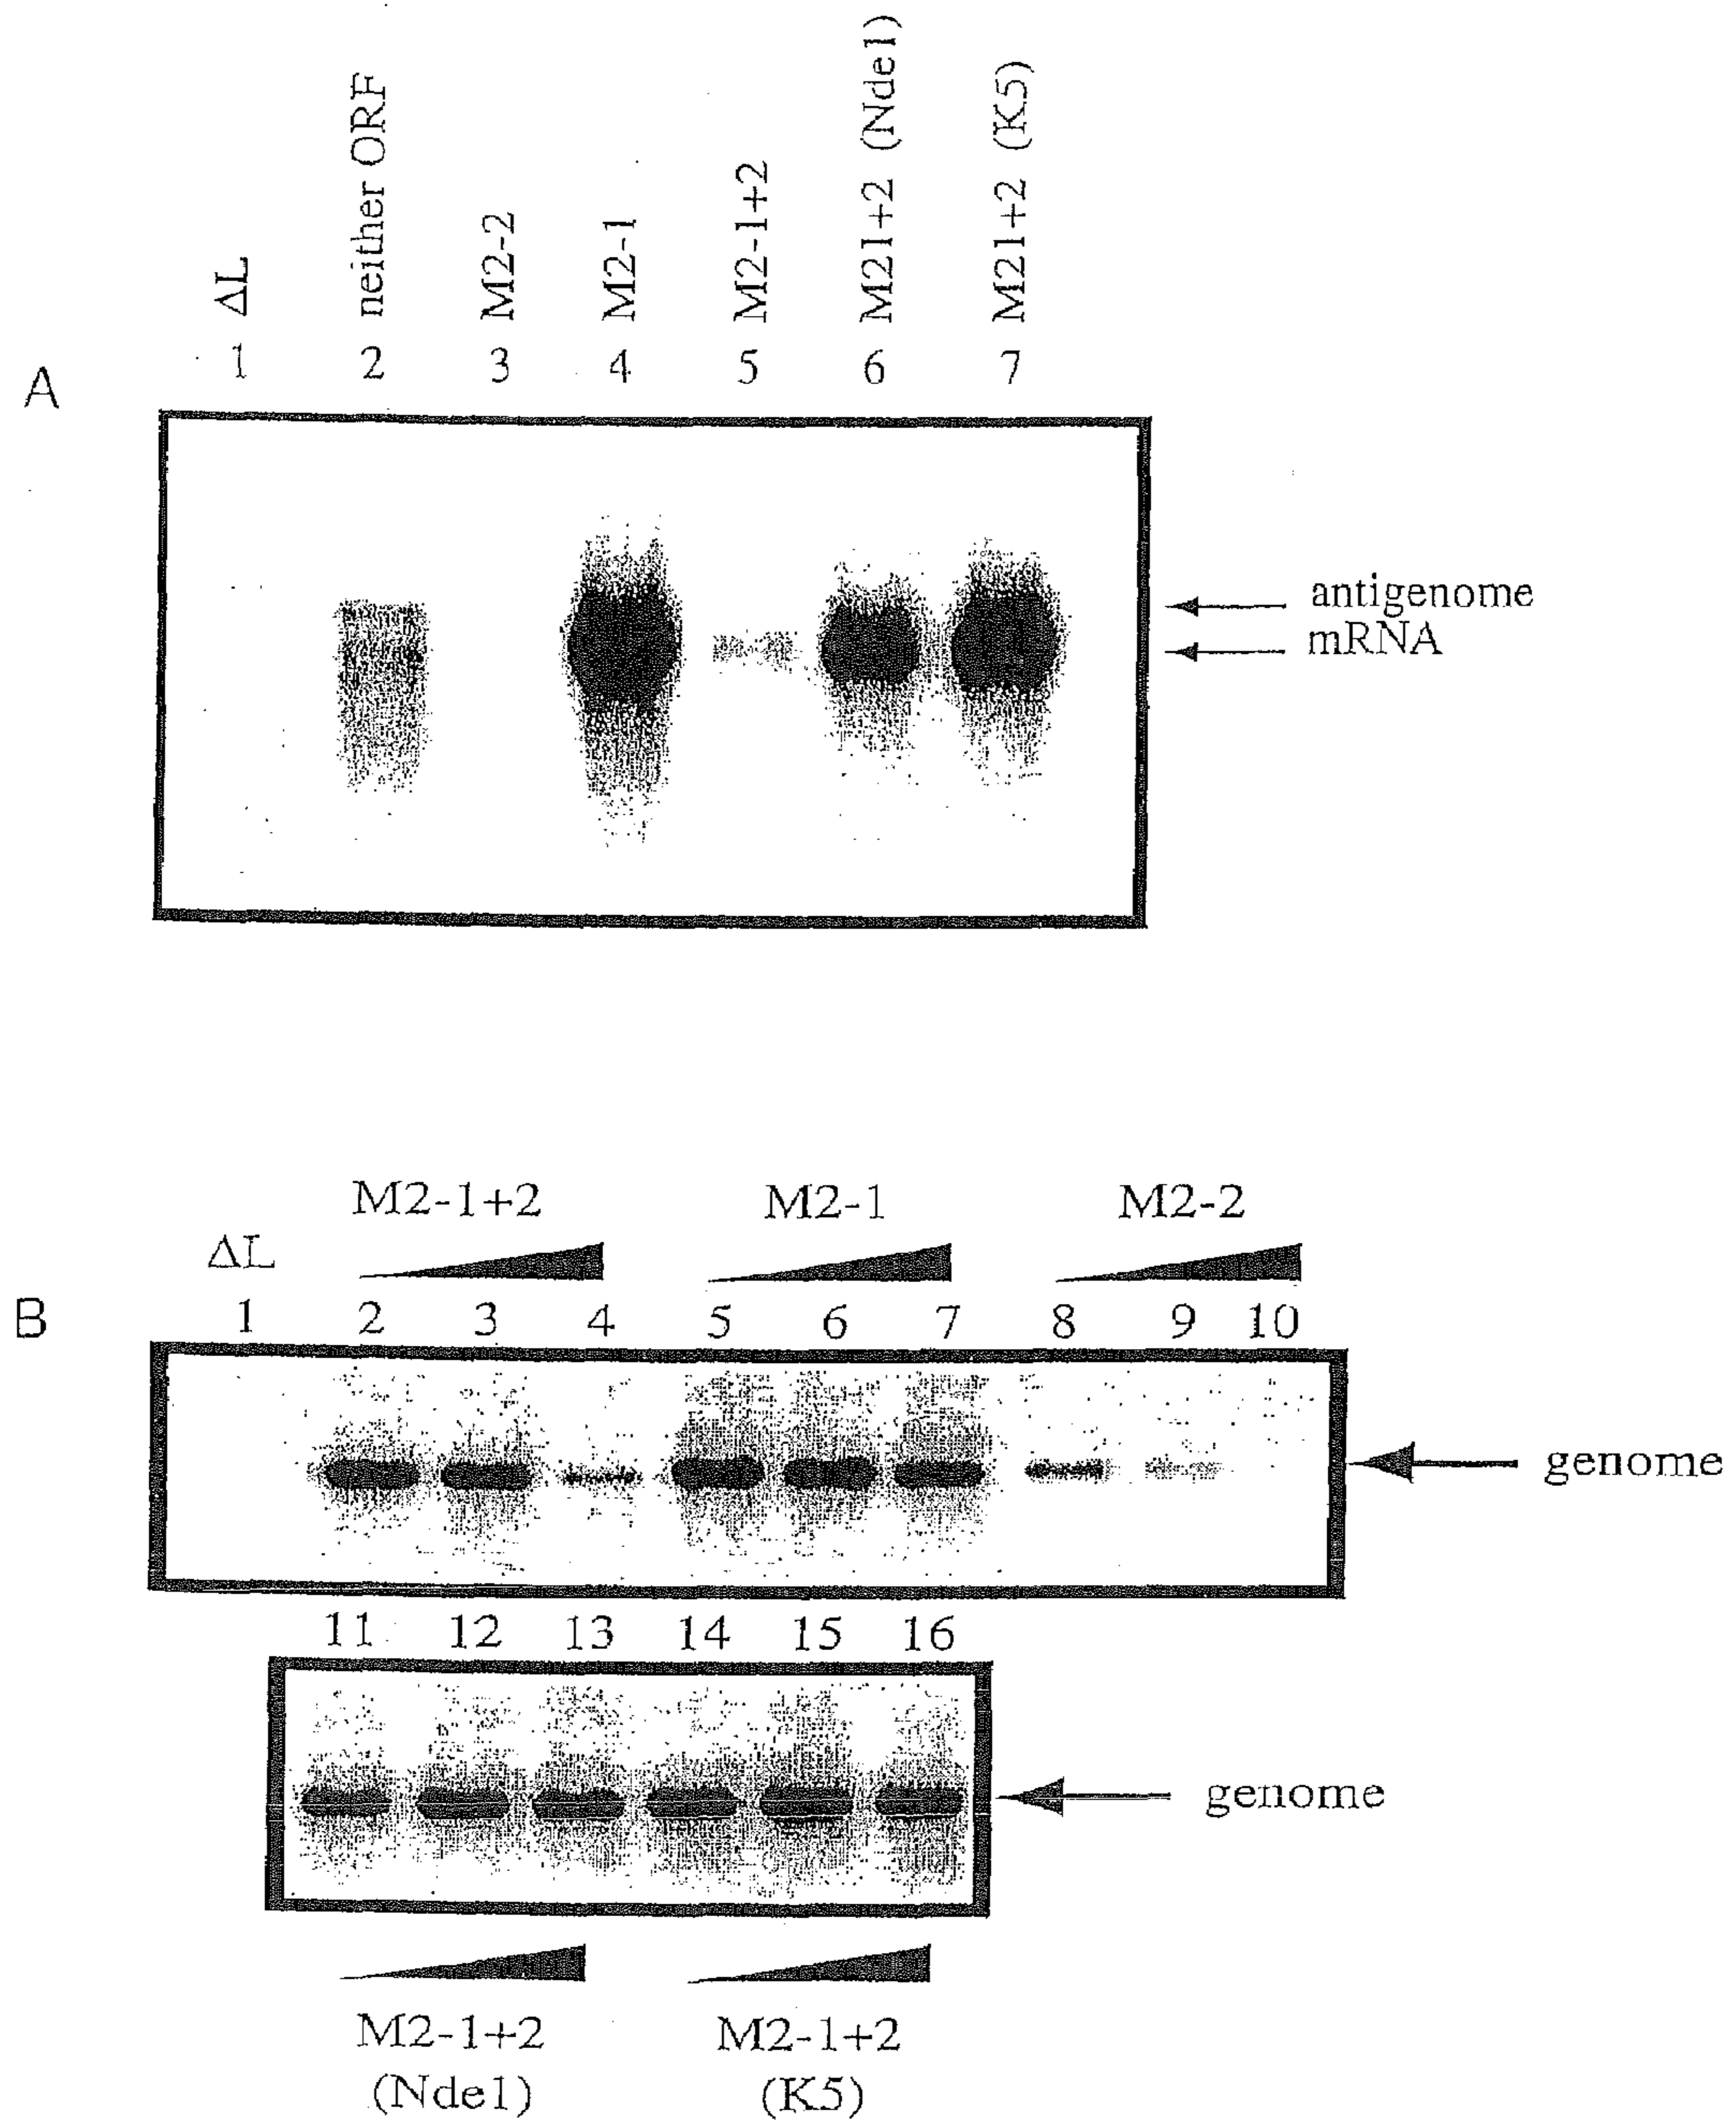 ΔL
neither ORF
M2-2
M2-1
M2-1+2
M21+2 (Nde1)
M21+2 (K5)
1 2 3 4 5 6 7
A
antigenome
mRNA
M2-1+2 M2-1 M2-2
ΔL
B 1 2 3 4 5 6 7 8 9 10
genome
11 12 13 14 15 16
genome
M2-1+2 M2-1+2
(Nde1) (K5)